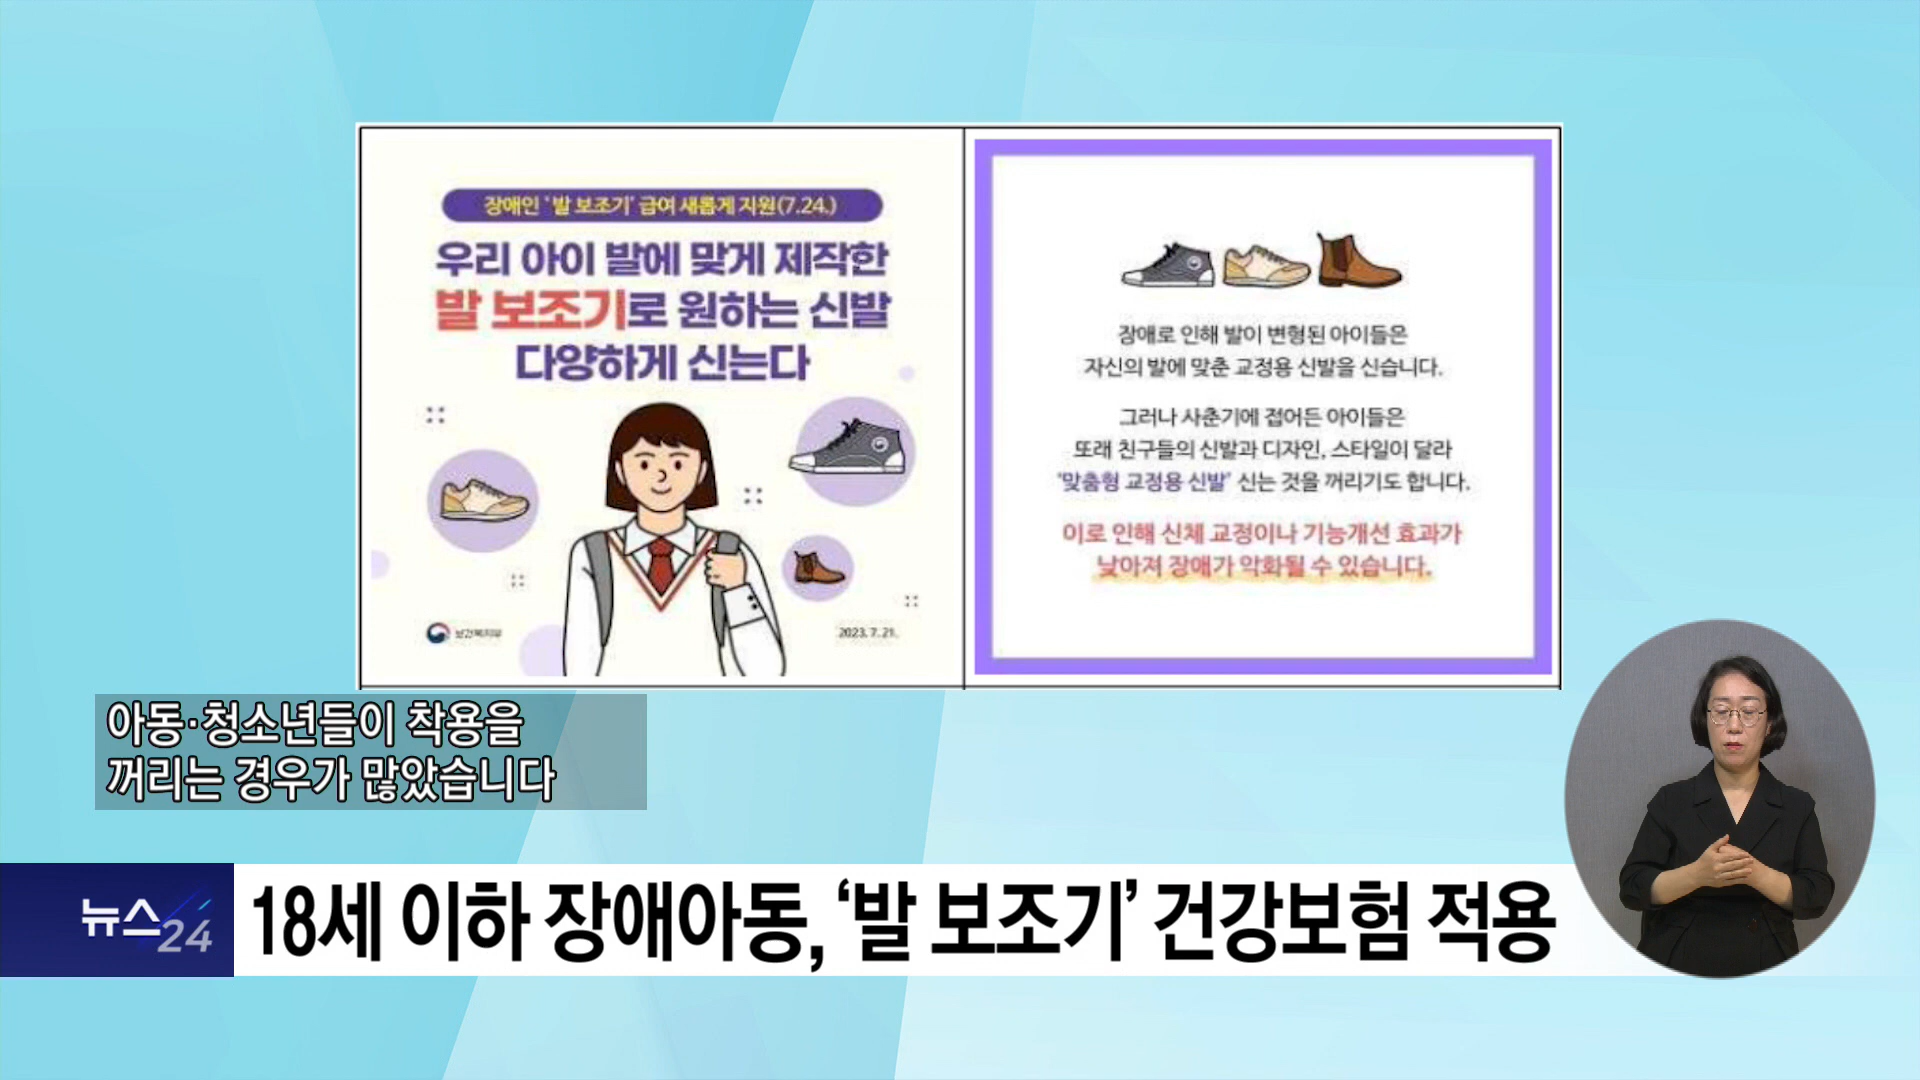 장애인 '발 보조기' 급여 새롭게 지원(7.24.)
우리 아이 발에 맞게 제작한
발 보조기로 원하는 신발
다양하게 신는다
보건복지부
2023. 7. 21.
장애로 인해 발이 변형된 아이들은
자신의 발에 맞춘 교정용 신발을 신습니다.
그러나 사춘기에 접어든 아이들은
또래 친구들의 신발과 디자인, 스타일이 달라
'맞춤형 교정용 신발' 신는 것을 꺼리기도 합니다.
이로 인해 신체 교정이나 기능개선 효과가
낮아져 장애가 악화될 수 있습니다.
아동·청소년들이 착용을
꺼리는 경우가 많았습니다
뉴스24
18세 이하 장애아동, ‘발 보조기’ 건강보험 적용